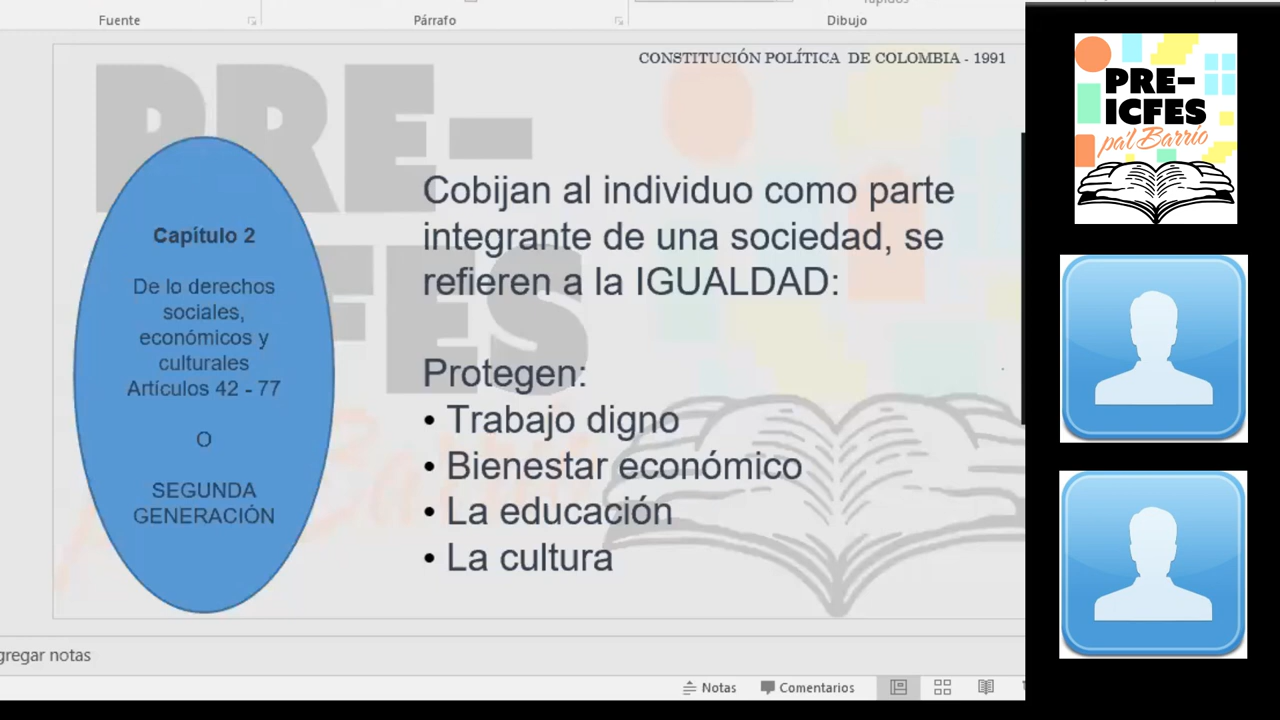 Fuente
Párrafo
Dibujo
CONSTITUCIÓN POLÍTICA DE COLOMBIA - 1991
PRE-
ICFES
pa'l Barrio
Capítulo 2
De lo derechos
sociales,
económicos y
culturales
Artículos 42 - 77
O
SEGUNDA
GENERACIÓN
Cobijan al individuo como parte
integrante de una sociedad, se
refieren a la IGUALDAD:
Protegen:
• Trabajo digno
• Bienestar económico
• La educación
• La cultura
gregar notas
Notas
Comentarios